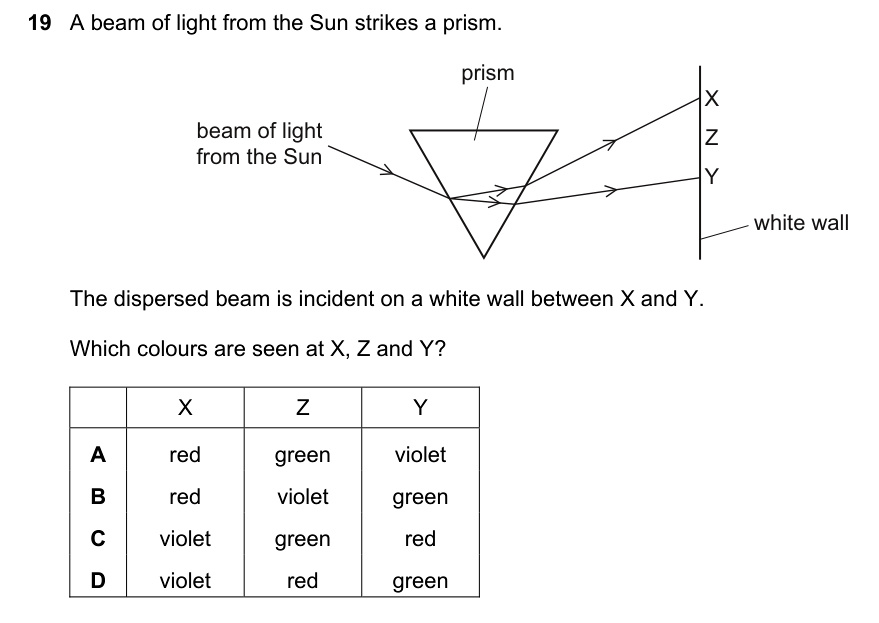 19 A beam of light from the Sun strikes a prism.
prism
beam of light
from the Sun
X
Z
Y
white wall
The dispersed beam is incident on a white wall between X and Y.
Which colours are seen at X, Z and Y?
X Z Y
A red green violet
B red violet green
C violet green red
D violet red green